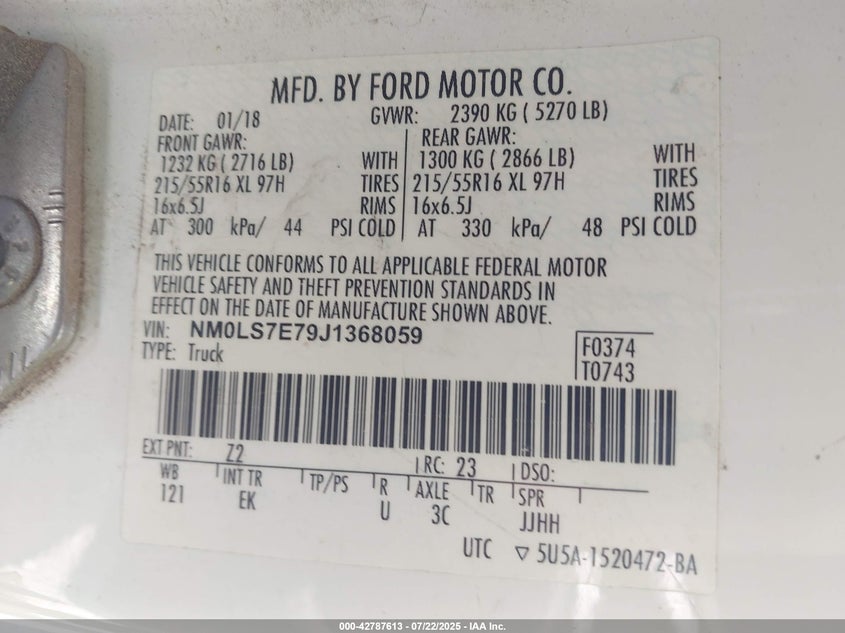 MFD. BY FORD MOTOR CO.
DATE: 01/18 GVWR: 2390 KG ( 5270 LB)
FRONT GAWR: REAR GAWR:
1232 KG ( 2716 LB) WITH 1300 KG ( 2866 LB) WITH
215/55R16 XL 97H TIRES 215/55R16 XL 97H TIRES
16x6.5J RIMS 16x6.5J RIMS
AT 300 kPa/ 44 PSI COLD AT 330 kPa/ 48 PSI COLD
THIS VEHICLE CONFORMS TO ALL APPLICABLE FEDERAL MOTOR
VEHICLE SAFETY AND THEFT PREVENTION STANDARDS IN
EFFECT ON THE DATE OF MANUFACTURE SHOWN ABOVE.
VIN: NM0LS7E79J1368059
TYPE: Truck
F0374
T0743
EXT PNT: Z2 RC: 23 DSO:
WB INT TR TP/PS R AXLE TR SPR
121 EK U 3C JJHH
UTC ▽ 5U5A-1520472-BA
000-42787613 - 07/22/2025 - IAA Inc.